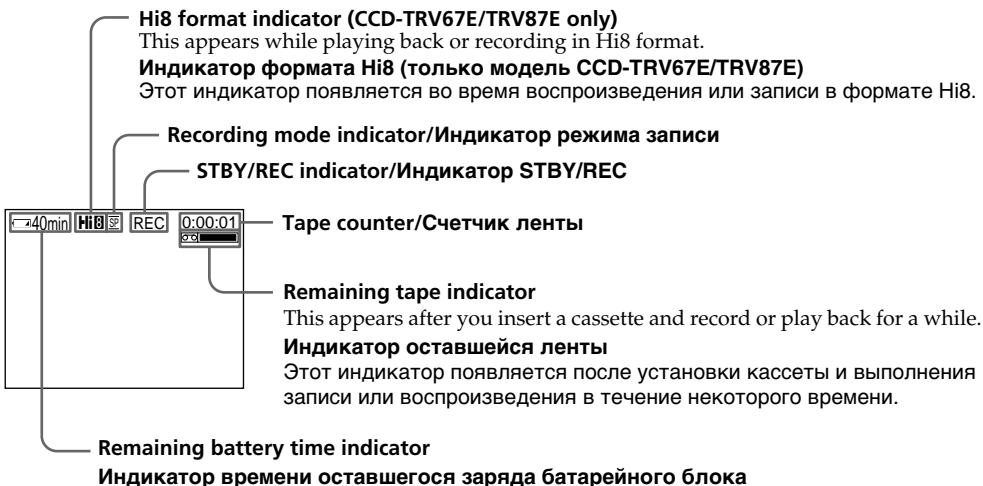 Hi8 format indicator (CCD-TRV67E/TRV87E only)
This appears while playing back or recording in Hi8 format.
Индикатор формата Hi8 (только модель CCD-TRV67E/TRV87E)
Этот индикатор появляется во время воспроизведения или записи в формате Hi8.
Recording mode indicator/Индикатор режима записи
STBY/REC indicator/Индикатор STBY/REC
40min Hi8 SP REC 0:00:01
Tape counter/Счетчик ленты
Remaining tape indicator
This appears after you insert a cassette and record or play back for a while.
Индикатор оставшейся ленты
Этот индикатор появляется после установки кассеты и выполнения
записи или воспроизведения в течение некоторого времени.
Remaining battery time indicator
Индикатор времени оставшегося заряда батарейного блока